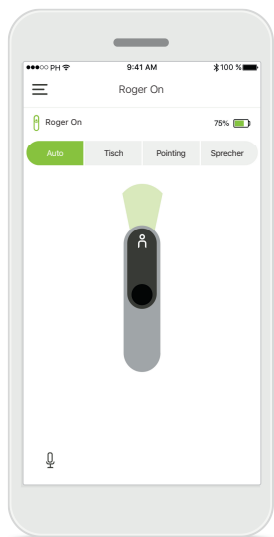 PH 9:41 AM 100 %
Roger On
Roger On 75%
Auto Tisch Pointing Sprecher